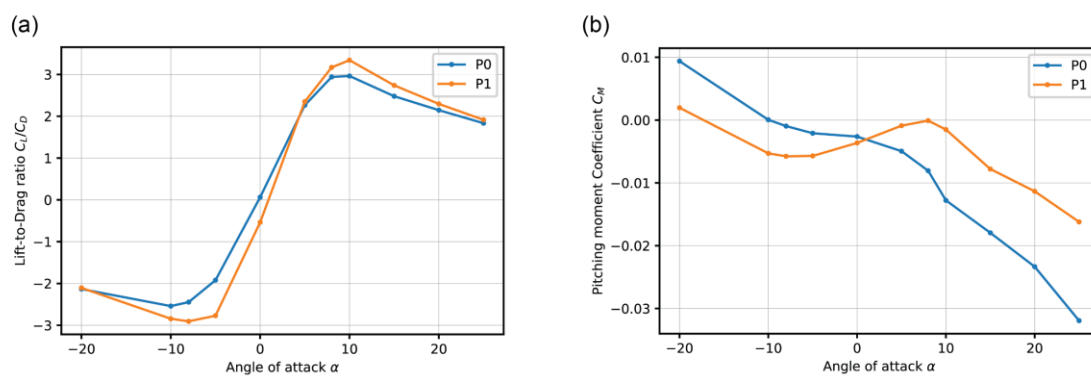 (a)
3
2
1
0
−1
−2
−3
−20
−10
0
10
20
Lift-to-Drag ratio C_L/C_D
Angle of attack α
P0
P1
(b)
0.01
0.00
−0.01
−0.02
−0.03
−20
−10
0
10
20
Pitching moment Coefficient C_M
Angle of attack α
P0
P1